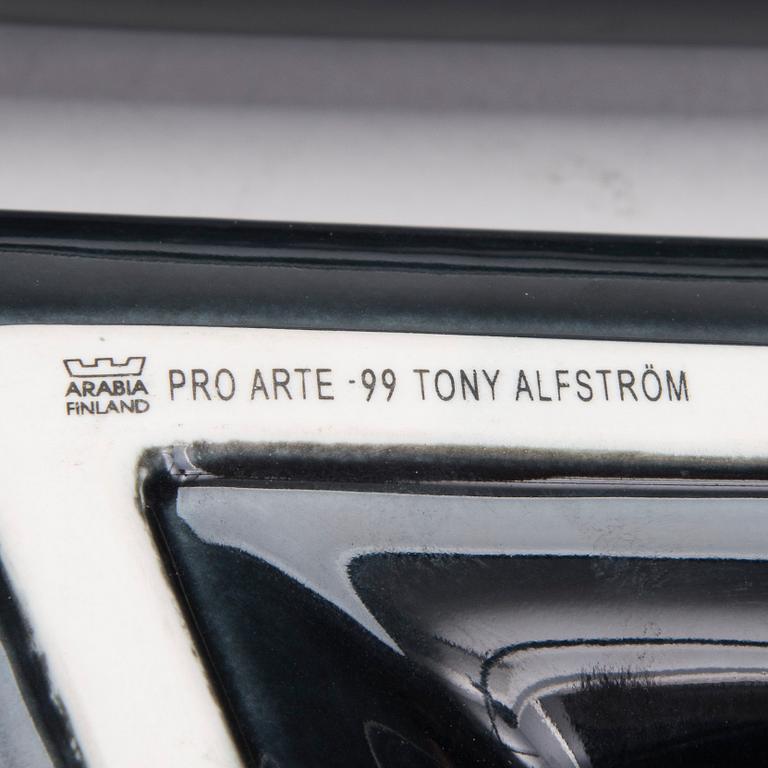 ARABIA
FINLAND
PRO ARTE -99 TONY ALFSTRÖM